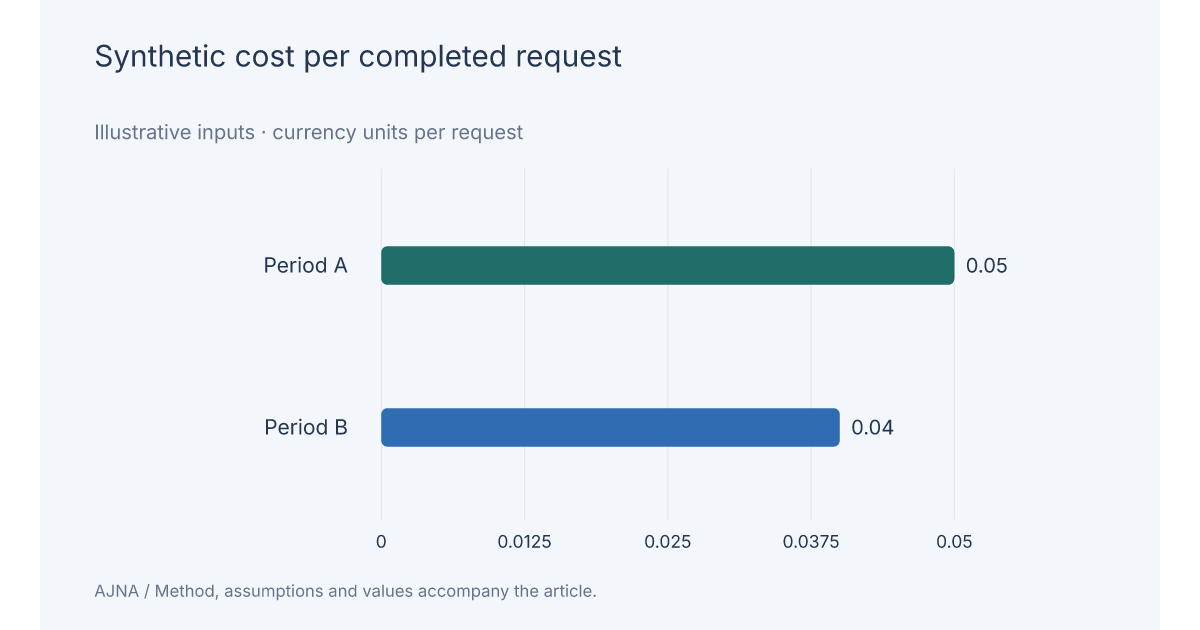 Synthetic cost per completed request
Illustrative inputs · currency units per request
Period A
0.05
Period B
0.04
0 0.0125 0.025 0.0375 0.05
AJNA / Method, assumptions and values accompany the article.